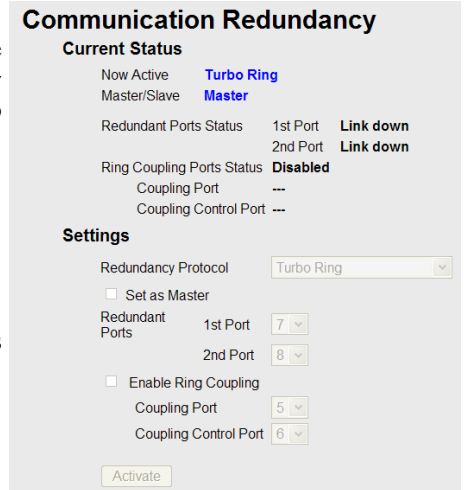 Communication Redundancy
Current Status
Now Active Turbo Ring
Master/Slave Master
Redundant Ports Status 1st Port Link down
2nd Port Link down
Ring Coupling Ports Status Disabled
Coupling Port ---
Coupling Control Port ---
Settings
Redundancy Protocol Turbo Ring
Set as Master
Redundant Ports 1st Port 7
2nd Port 8
Enable Ring Coupling
Coupling Port 5
Coupling Control Port 6
Activate